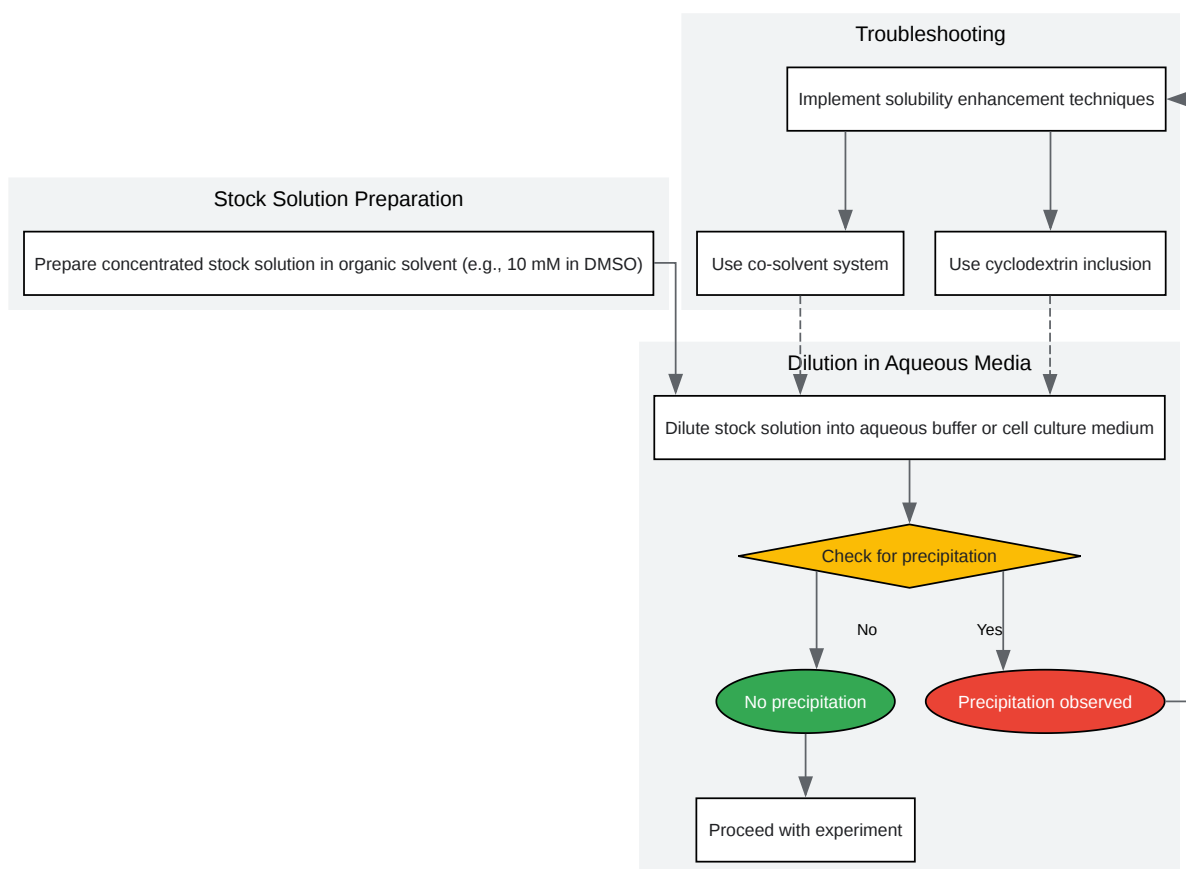 Troubleshooting
Implement solubility enhancement techniques
Stock Solution Preparation
Prepare concentrated stock solution in organic solvent (e.g., 10 mM in DMSO)
Use co-solvent system
Use cyclodextrin inclusion
Dilution in Aqueous Media
Dilute stock solution into aqueous buffer or cell culture medium
Check for precipitation
No
Yes
No precipitation
Precipitation observed
Proceed with experiment